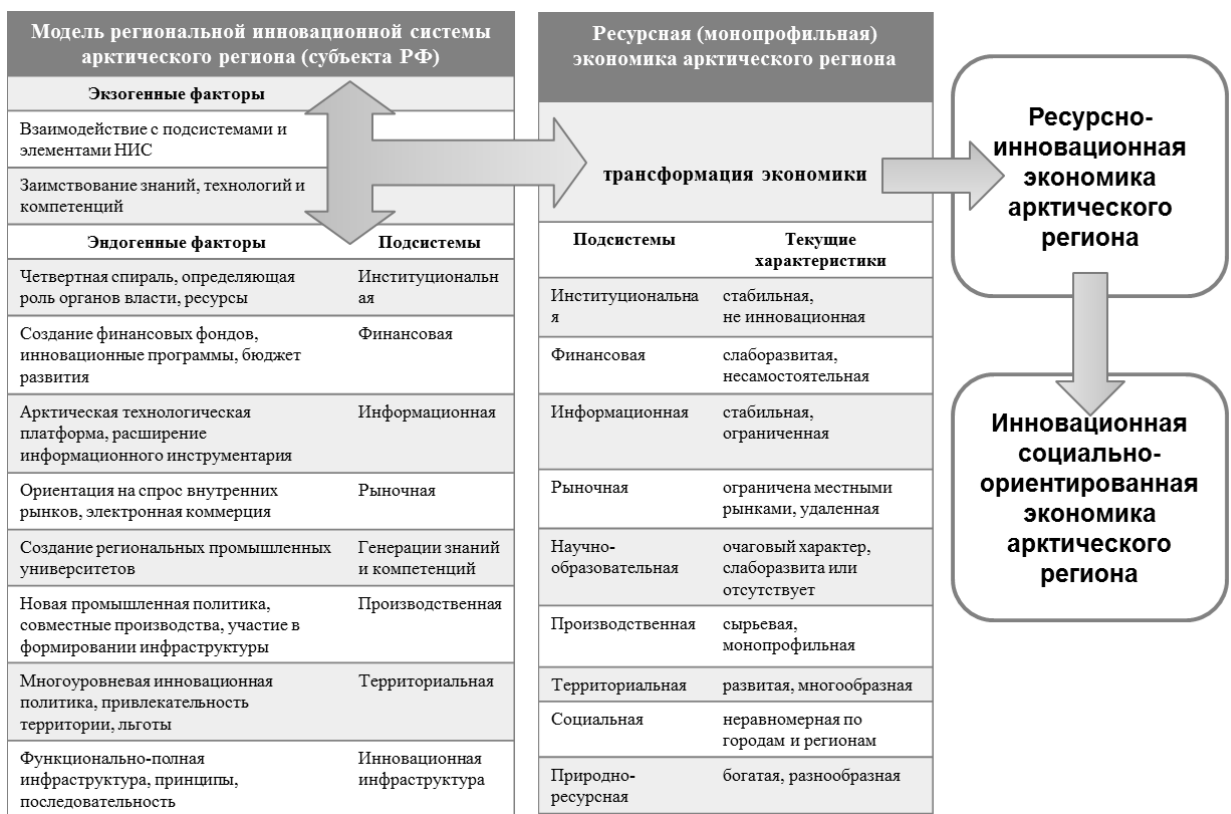 Модель региональной инновационной системы
арктического региона (субъекта РФ)
Экзогенные факторы
Взаимодействие с подсистемами и
элементами НИС
Заимствование знаний, технологий и
компетенций
Эндогенные факторы
Подсистемы
Четвертная спираль, определяющая
роль органов власти, ресурсы
Институциональн
ая
Создание финансовых фондов,
инновационные программы, бюджет
развития
Финансовая
Арктическая технологическая
платформа, расширение
информационного инструментария
Информационная
Ориентация на спрос внутренних
рынков, электронная коммерция
Рыночная
Создание региональных промышленных
университетов
Генерации знаний
и компетенций
Новая промышленная политика,
совместные производства, участие в
формировании инфраструктуры
Производственная
Многоуровневая инновационная
политика, привлекательность
территории, льготы
Территориальная
Функционально-полная
инфраструктура, принципы,
последовательность
Инновационная
инфраструктура
Ресурсная (монопрофильная)
экономика арктического региона
трансформация экономики
Подсистемы
Текущие
характеристики
Институциональна
я
стабильная,
не инновационная
Финансовая
слаборазвитая,
несамостоятельная
Информационная
стабильная,
ограниченная
Рыночная
ограничена местными
рынками, удаленная
Научно-
образовательная
очаговый характер,
слаборазвита или
отсутствует
Производственная
сырьевая,
монопрофильная
Территориальная
развитая, многообразная
Социальная
неравномерная по
городам и регионам
Природно-
ресурсная
богатая, разнообразная
Ресурсно-
инновационная
экономика
арктического
региона
Инновационная
социально-
ориентированная
экономика
арктического
региона